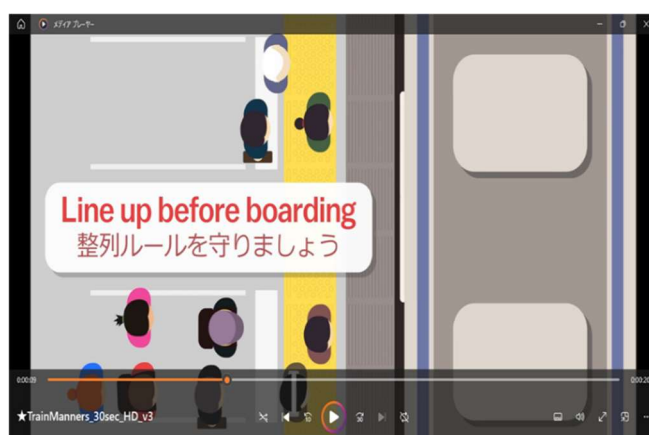 メディア プレーヤー
Line up before boarding
整列ルールを守りましょう
0:00:09
0:00:20
★TrainManners_30sec_HD_v3